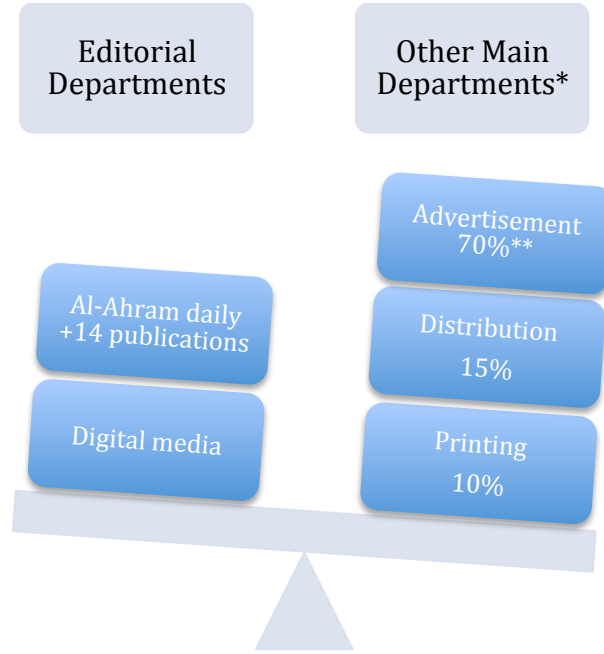 Editorial
Departments
Other Main
Departments*
Advertisement
70%**
Al-Ahram daily
+14 publications
Distribution
15%
Digital media
Printing
10%